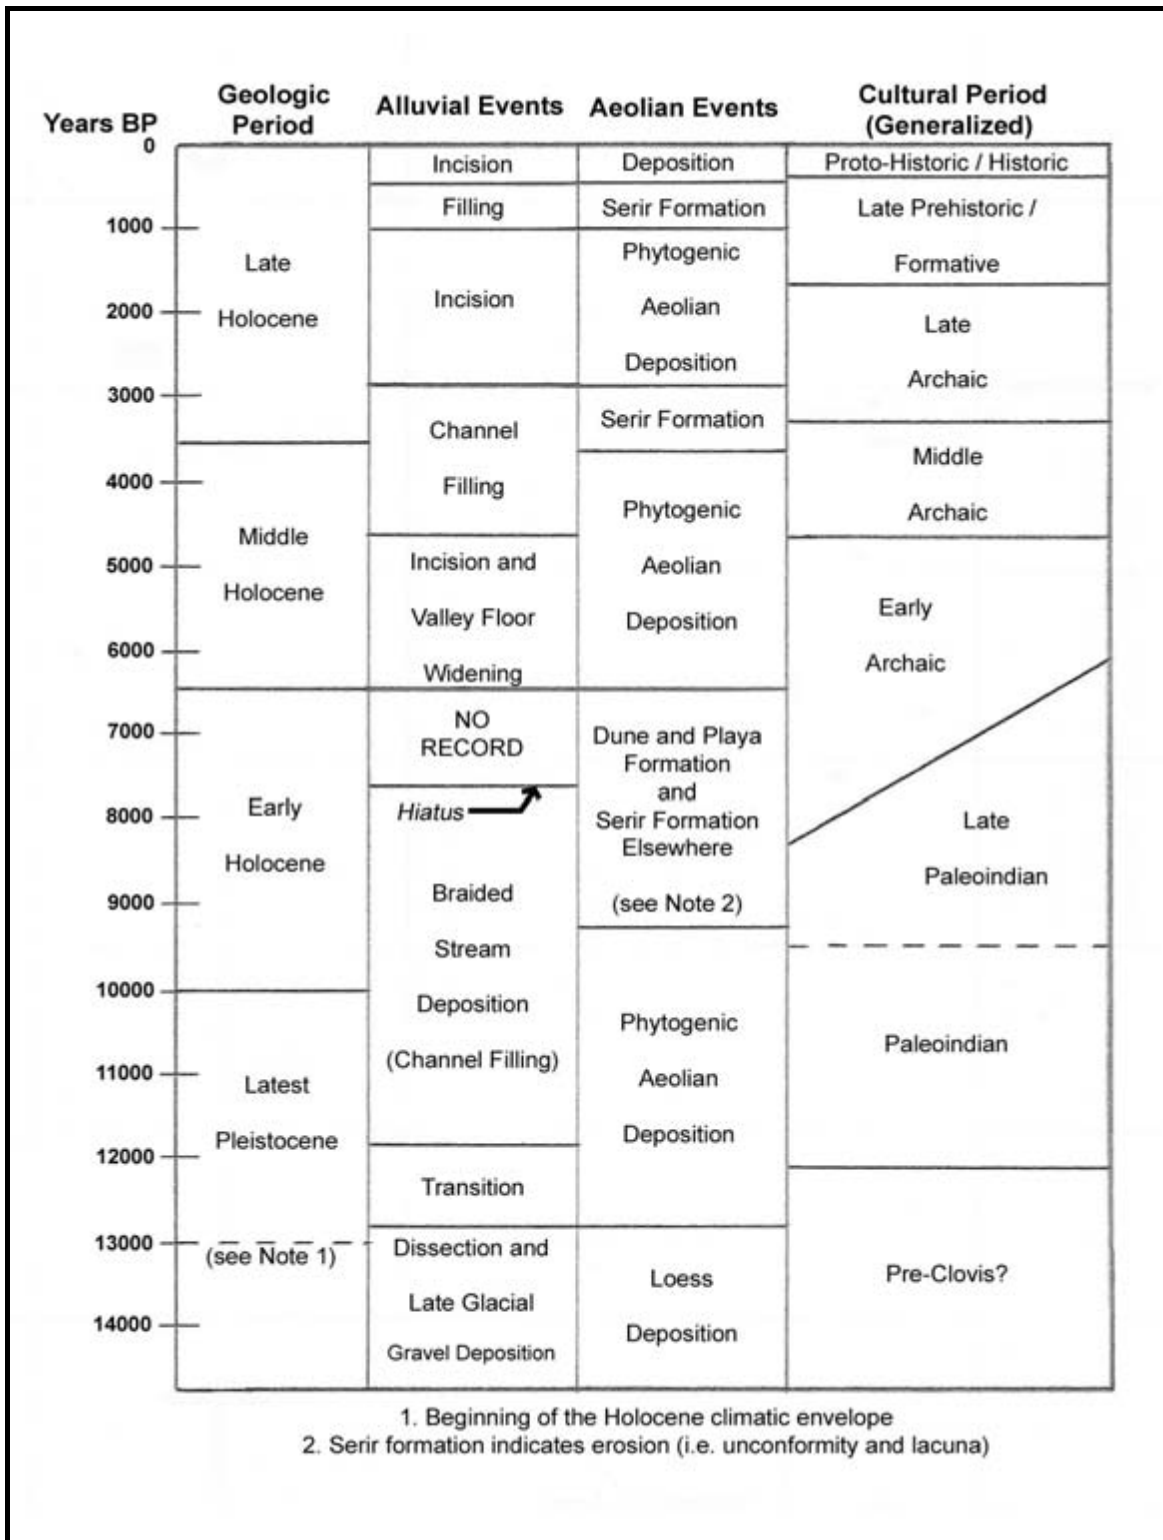 Years BP
Geologic
Period
Alluvial Events
Aeolian Events
Cultural Period
(Generalized)
0
1000
2000
3000
4000
5000
6000
7000
8000
9000
10000
11000
12000
13000
14000
Late
Holocene
Middle
Holocene
Early
Holocene
Latest
Pleistocene
(see Note 1)
Incision
Filling
Incision
Channel
Filling
Incision and
Valley Floor
Widening
NO
RECORD
Hiatus
Braided
Stream
Deposition
(Channel Filling)
Transition
Dissection and
Late Glacial
Gravel Deposition
Deposition
Serir Formation
Phytogenic
Aeolian
Deposition
Serir Formation
Phytogenic
Aeolian
Deposition
Dune and Playa
Formation
and
Serir Formation
Elsewhere
(see Note 2)
Phytogenic
Aeolian
Deposition
Loess
Deposition
Proto-Historic / Historic
Late Prehistoric /
Formative
Late
Archaic
Middle
Archaic
Early
Archaic
Late
Paleoindian
Paleoindian
Pre-Clovis?
1. Beginning of the Holocene climatic envelope
2. Serir formation indicates erosion (i.e. unconformity and lacuna)